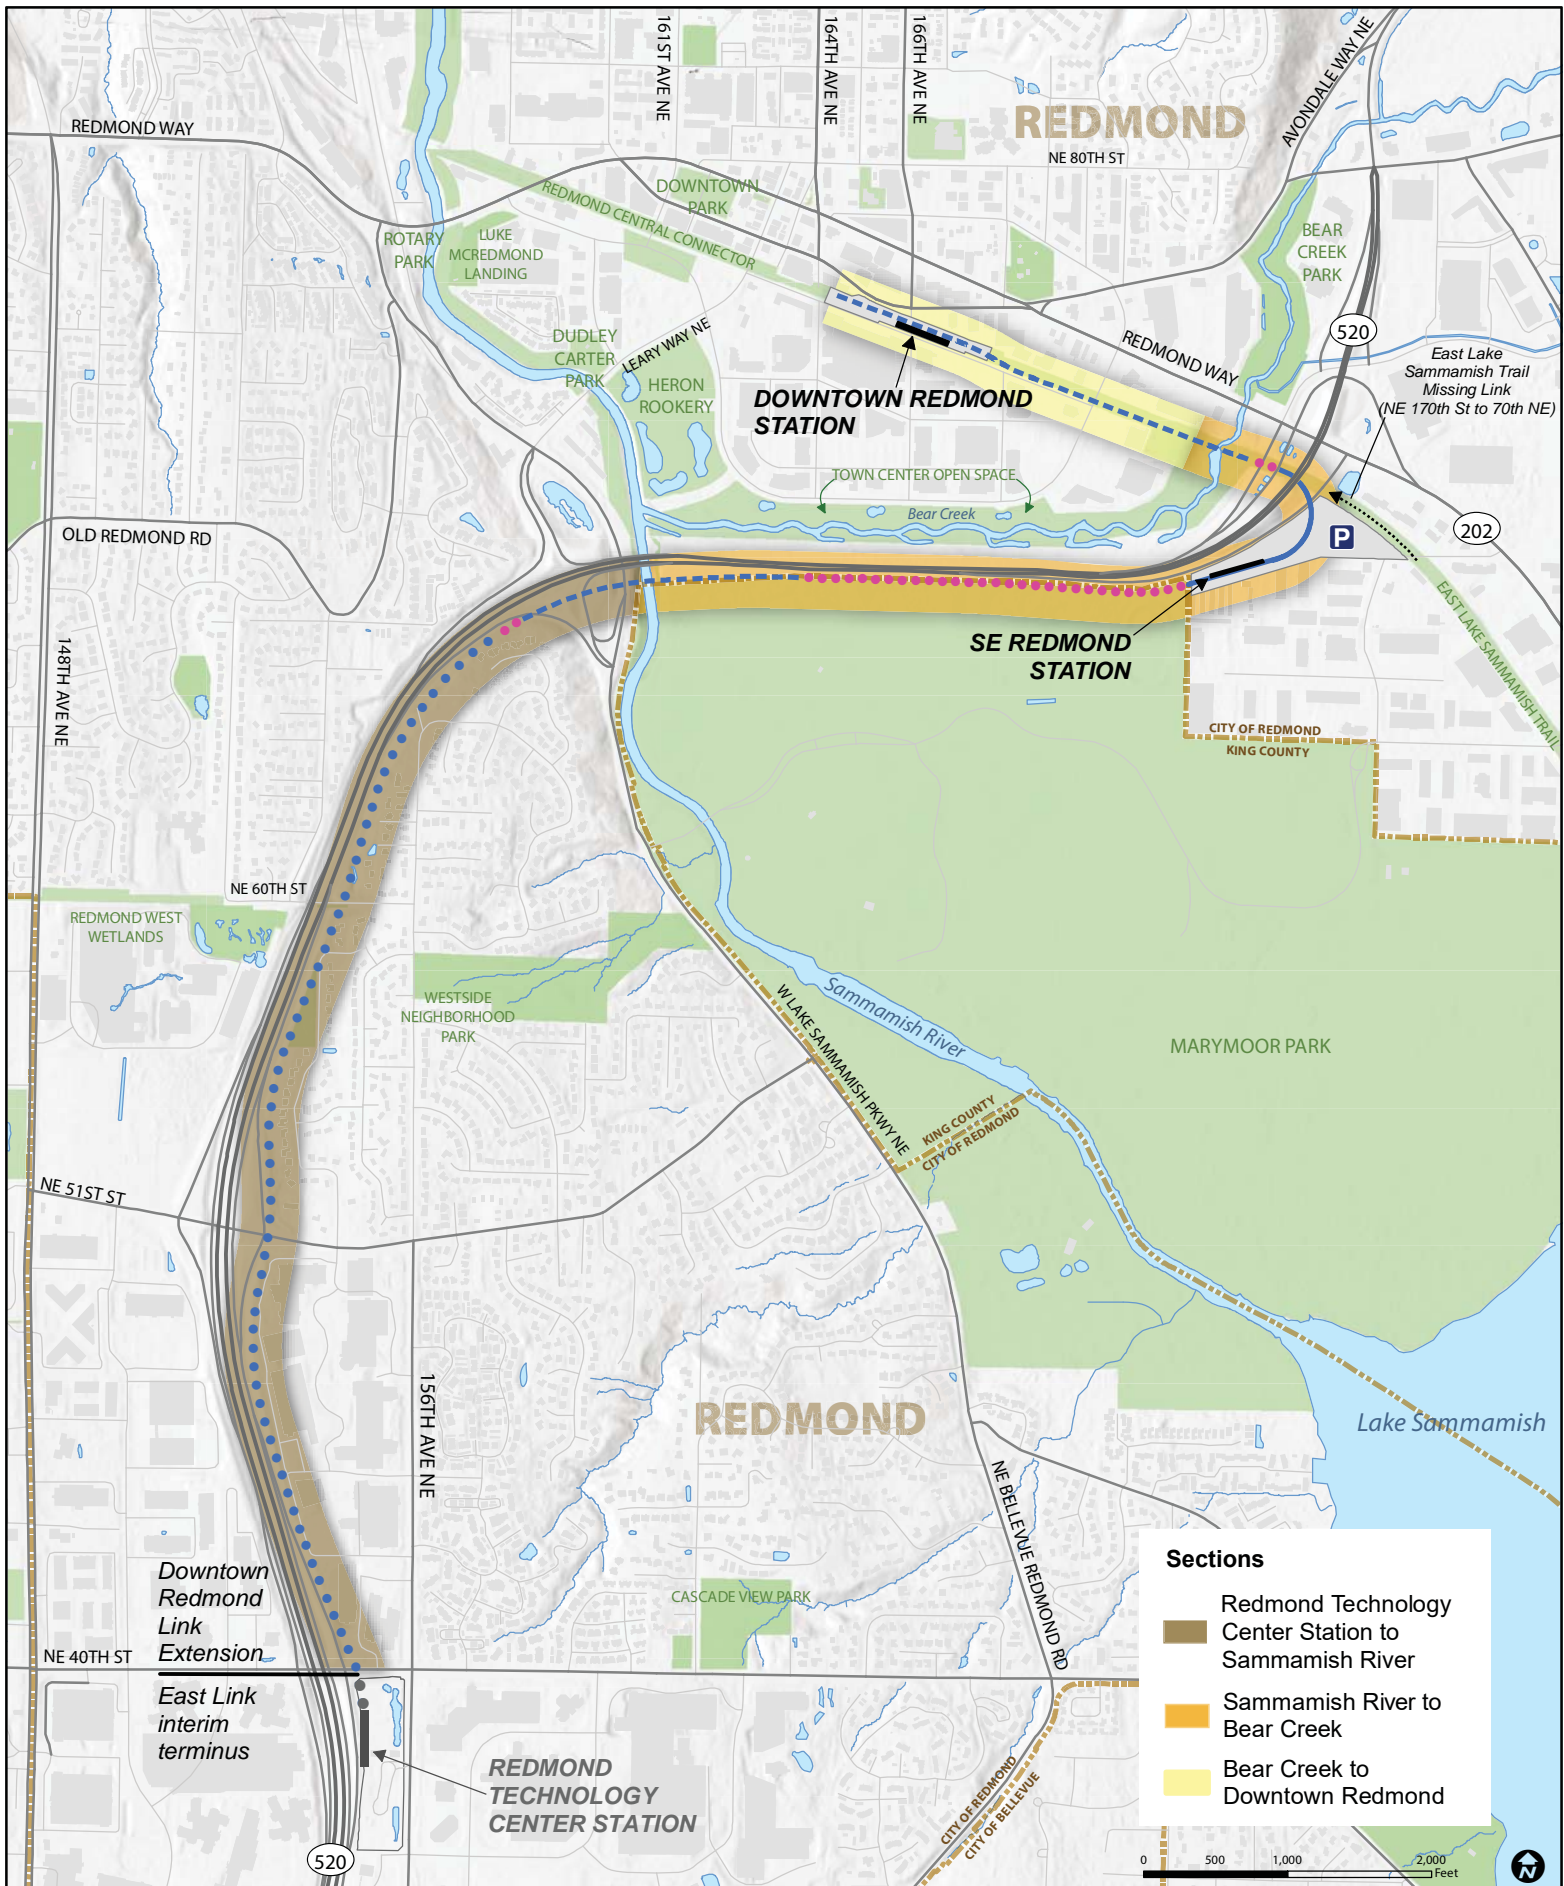 161ST AVE NE
164TH AVE NE
166TH AVE NE
AVONDALE WAY NE
REDMOND
REDMOND WAY
NE 80TH ST
DOWNTOWN
PARK
REDMOND CENTRAL CONNECTOR
ROTARY
PARK
LUKE
MCREDMOND
LANDING
BEAR
CREEK
PARK
DUDLEY
CARTER
PARK
LEARY WAY NE
HERON
ROOKERY
520
REDMOND WAY
East Lake
Sammamish Trail
Missing Link
(NE 170th St to 70th NE)
DOWNTOWN REDMOND
STATION
TOWN CENTER OPEN SPACE
Bear Creek
OLD REDMOND RD
P
202
EAST LAKE SAMMAMISH TRAIL
SE REDMOND
STATION
148TH AVE NE
CITY OF REDMOND
KING COUNTY
NE 60TH ST
REDMOND WEST
WETLANDS
WESTSIDE
NEIGHBORHOOD
PARK
W LAKE SAMMAMISH PKWY NE
Sammamish River
MARYMOOR PARK
KING COUNTY
CITY OF REDMOND
NE 51ST ST
156TH AVE NE
REDMOND
Lake Sammamish
NE BELLEVUE REDMOND RD
CASCADE VIEW PARK
Downtown
Redmond
Link
Extension
NE 40TH ST
East Link
interim
terminus
REDMOND
TECHNOLOGY
CENTER STATION
520
CITY OF REDMOND
CITY OF BELLEVUE
Sections
Redmond Technology
Center Station to
Sammamish River
Sammamish River to
Bear Creek
Bear Creek to
Downtown Redmond
0 500 1,000 2,000
Feet
N